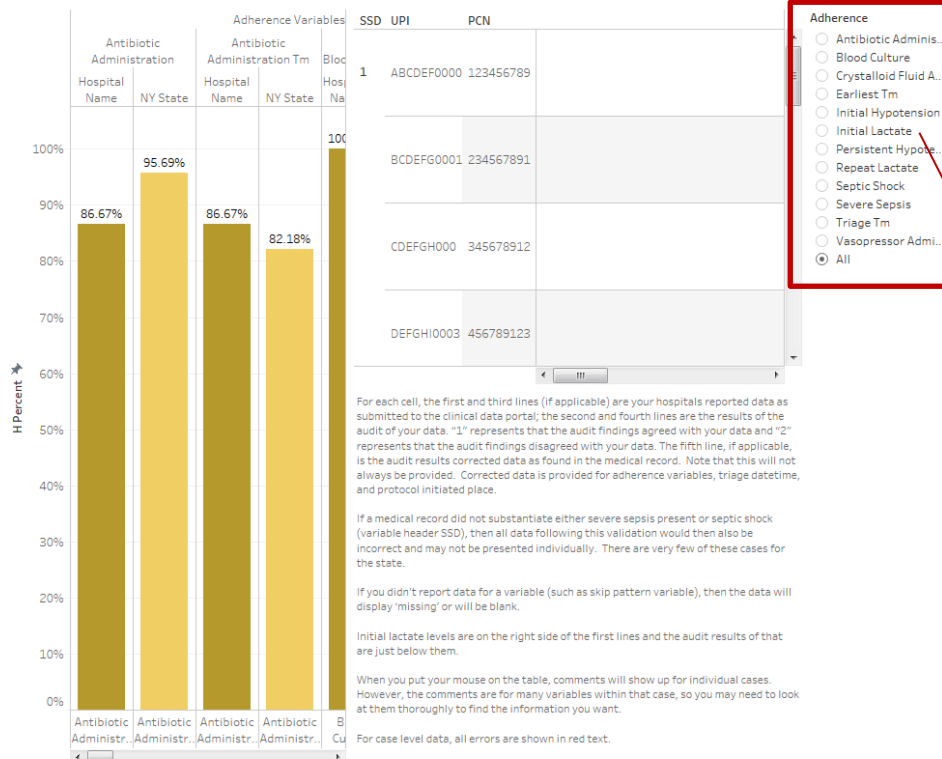 Adherence Variables
Antibiotic Administration
Antibiotic Administration Tm
Hospital Name
NY State
Hospital Name
NY State
100%
90%
80%
70%
60%
50%
40%
30%
20%
10%
0%
H Percent
86.67%
95.69%
86.67%
82.18%
Antibiotic Administr..
Antibiotic Administr..
Antibiotic Administr..
Antibiotic Administr..
SSD UPI PCN
1 ABCDEF0000 123456789
BCDEFG0001 234567891
CDEFGH000 345678912
DEFGHI0003 456789123
For each cell, the first and third lines (if applicable) are your hospitals reported data as
submitted to the clinical data portal; the second and fourth lines are the results of the
audit of your data. “1” represents that the audit findings agreed with your data and “2”
represents that the audit findings disagreed with your data. The fifth line, if applicable,
is the audit results corrected data as found in the medical record. Note that this will not
always be provided. Corrected data is provided for adherence variables, triage datetime,
and protocol initiated place.
If a medical record did not substantiate either severe sepsis present or septic shock
(variable header SSD), then all data following this validation would then also be
incorrect and may not be presented individually. There are very few of these cases for
the state.
If you didn’t report data for a variable (such as skip pattern variable), then the data will
display ‘missing’ or will be blank.
Initial lactate levels are on the right side of the first lines and the audit results of that
are just below them.
When you put your mouse on the table, comments will show up for individual cases.
However, the comments are for many variables within that case, so you may need to look
at them thoroughly to find the information you want.
For case level data, all errors are shown in red text.
Adherence
Antibiotic Adminis..
Blood Culture
Crystalloid Fluid A..
Earliest Tm
Initial Hypotension
Initial Lactate
Persistent Hypote..
Repeat Lactate
Septic Shock
Severe Sepsis
Triage Tm
Vasopressor Admi..
All